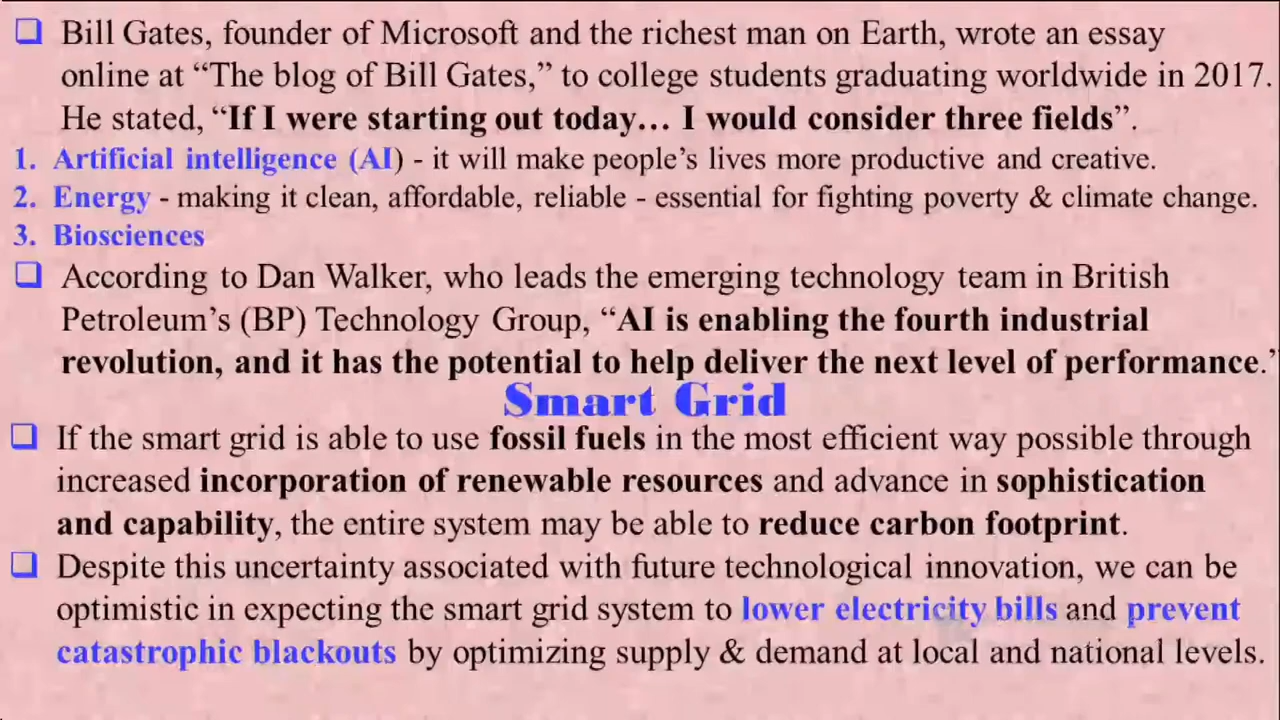 ❑ Bill Gates, founder of Microsoft and the richest man on Earth, wrote an essay
online at “The blog of Bill Gates,” to college students graduating worldwide in 2017.
He stated, “If I were starting out today… I would consider three fields”.
1. Artificial intelligence (AI) - it will make people’s lives more productive and creative.
2. Energy - making it clean, affordable, reliable - essential for fighting poverty & climate change.
3. Biosciences
❑ According to Dan Walker, who leads the emerging technology team in British
Petroleum’s (BP) Technology Group, “AI is enabling the fourth industrial
revolution, and it has the potential to help deliver the next level of performance.”
Smart Grid
❑ If the smart grid is able to use fossil fuels in the most efficient way possible through
increased incorporation of renewable resources and advance in sophistication
and capability, the entire system may be able to reduce carbon footprint.
❑ Despite this uncertainty associated with future technological innovation, we can be
optimistic in expecting the smart grid system to lower electricity bills and prevent
catastrophic blackouts by optimizing supply & demand at local and national levels.